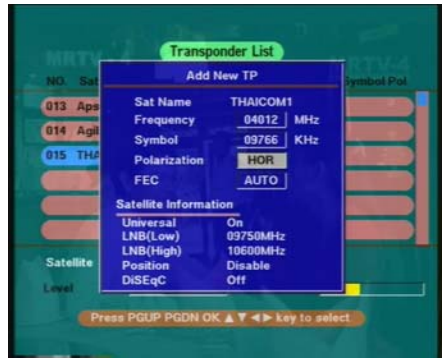 Transponder List
MRTV
MRTV-4
NO. Sat Symbol Pol
Add New TP
013 Aps
014 Agil
015 THA
Sat Name THAICOM1
Frequency 04012 MHz
Symbol 09766 KHz
Polarization HOR
FEC AUTO
Satellite Information
Universal On
LNB(Low) 09750MHz
LNB(High) 10600MHz
Position Disable
DiSEqC Off
Satellite
Level
Press PGUP PGDN OK ▲ ▼ ◄ ► key to select